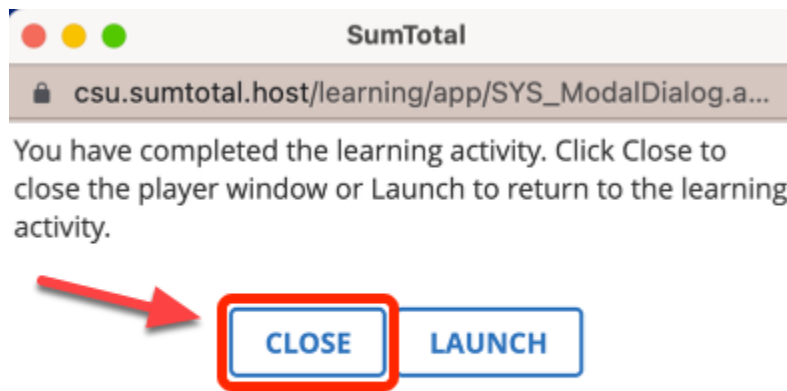 SumTotal
csu.sumtotal.host/learning/app/SYS_ModalDialog.a...
You have completed the learning activity. Click Close to
close the player window or Launch to return to the learning
activity.
CLOSE LAUNCH